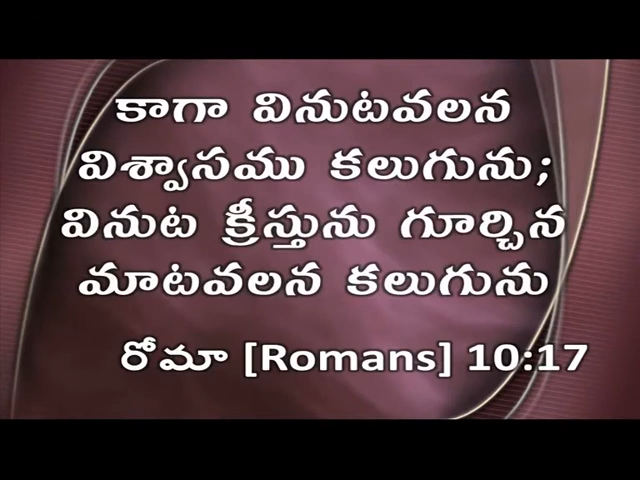 కాగా వినుటవలన
విశ్వాసము కలుగును;
వినుట క్రీస్తును గూర్చిన
మాటవలన కలుగును
రోమా [Romans] 10:17